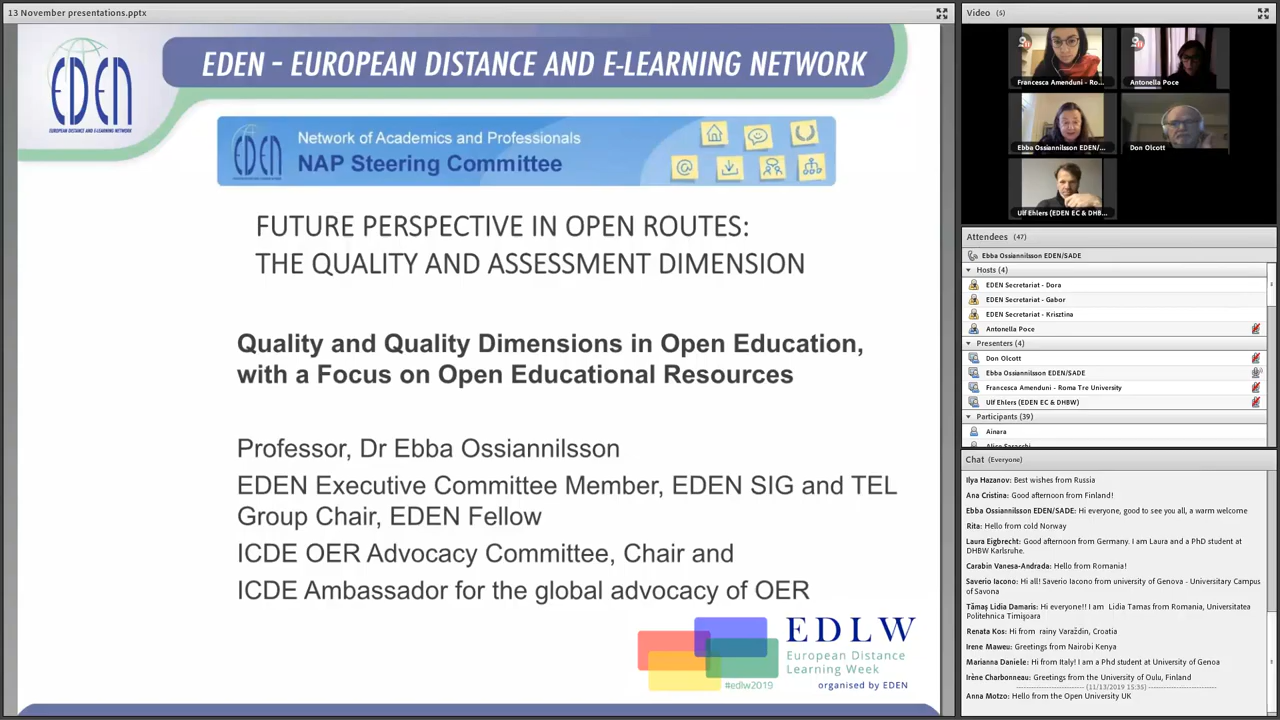 13 November presentations.pptx
EDEN
EUROPEAN DISTANCE AND E-LEARNING NETWORK
EDEN - EUROPEAN DISTANCE AND E-LEARNING NETWORK
EDEN
Network of Academics and Professionals
NAP Steering Committee
FUTURE PERSPECTIVE IN OPEN ROUTES:
THE QUALITY AND ASSESSMENT DIMENSION
Quality and Quality Dimensions in Open Education,
with a Focus on Open Educational Resources
Professor, Dr Ebba Ossiannilsson
EDEN Executive Committee Member, EDEN SIG and TEL
Group Chair, EDEN Fellow
ICDE OER Advocacy Committee, Chair and
ICDE Ambassador for the global advocacy of OER
EDLW
European Distance
Learning Week
#edlw2019
organised by EDEN
Video (5)
Francesca Amenduni - Ro...
Antonella Poce
Ebba Ossiannilsson EDEN/...
Don Olcott
Ulf Ehlers (EDEN EC & DHB...
Attendees (47)
Ebba Ossiannilsson EDEN/SADE
Hosts (4)
EDEN Secretariat - Dora
EDEN Secretariat - Gabor
EDEN Secretariat - Krisztina
Antonella Poce
Presenters (4)
Don Olcott
Ebba Ossiannilsson EDEN/SADE
Francesca Amenduni - Roma Tre University
Ulf Ehlers (EDEN EC & DHBW)
Participants (39)
Ainara
Chat (Everyone)
Ilya Hazanov: Best wishes from Russia
Ana Cristina: Good afternoon from Finland!
Ebba Ossiannilsson EDEN/SADE: Hi everyone, good to see you all, a warm welcome
Rita: Hello from cold Norway
Laura Eigbrecht: Good afternoon from Germany. I am Laura and a PhD student at
DHBW Karlsruhe.
Carabin Vanesa-Andrada: Hello from Romania!
Saverio Iacono: Hi all! Saverio Iacono from university of Genova - Universitary Campus
of Savona
Tămaş Lidia Damaris: Hi everyone!! I am Lidia Tamas from Romania, Universitatea
Politehnica Timişoara
Renata Kos: Hi from rainy Varaždin, Croatia
Irene Maweu: Greetings from Nairobi Kenya
Marianna Daniele: Hi from Italy! I am a Phd student at University of Genoa
Irène Charbonneau: Greetings from the University of Oulu, Finland
(11/13/2019 15:35)
Anna Motzo: Hello from the Open University UK